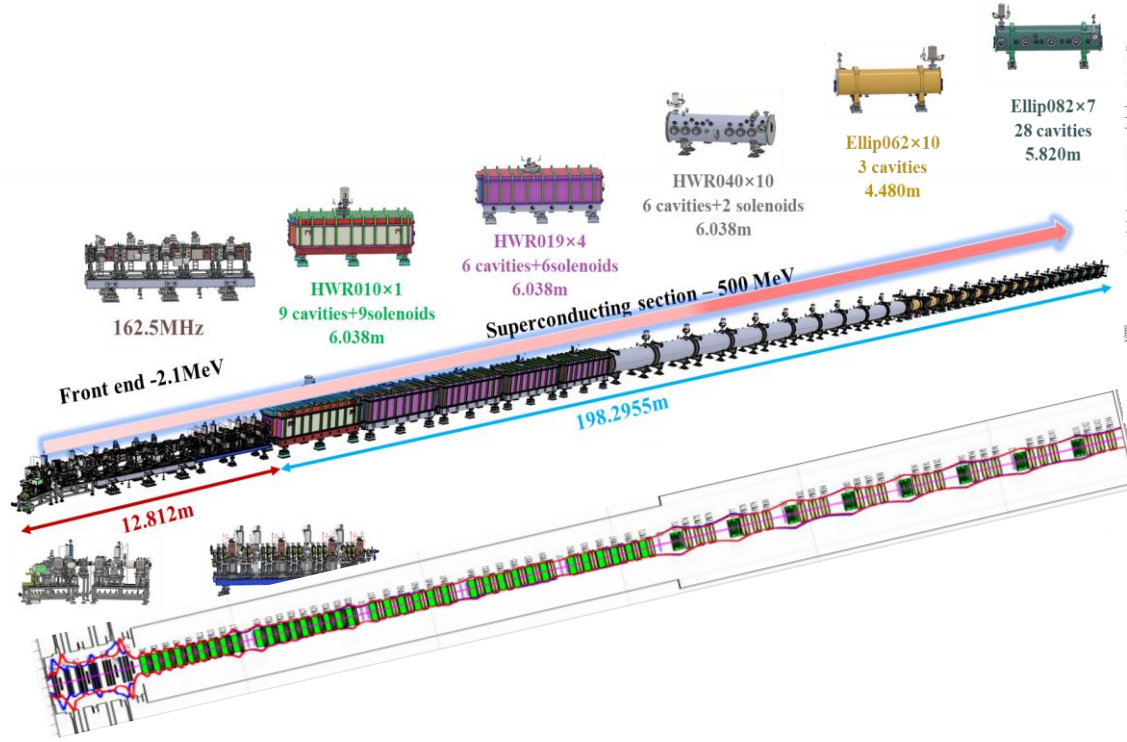 Ellip082×7
28 cavities
5.820m
Ellip062×10
3 cavities
4.480m
HWR040×10
6 cavities+2 solenoids
6.038m
HWR019×4
6 cavities+6solenoids
6.038m
HWR010×1
9 cavities+9solenoids
6.038m
162.5MHz
Superconducting section – 500 MeV
Front end -2.1MeV
198.2955m
12.812m